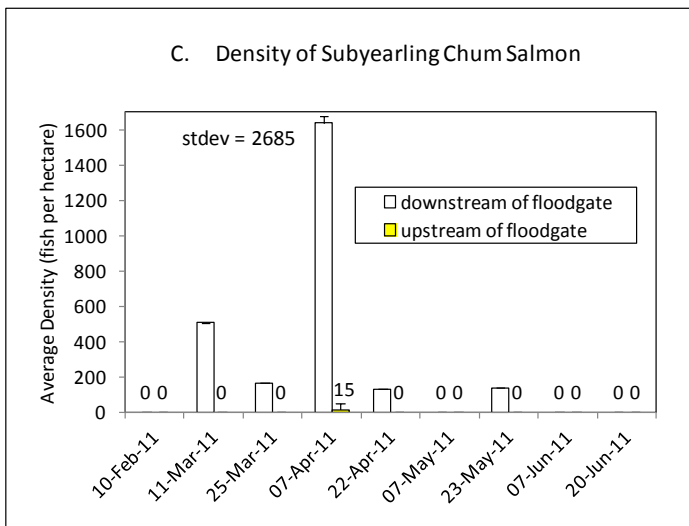 C. Density of Subyearling Chum Salmon
Average Density (fish per hectare)
1600
1400
1200
1000
800
600
400
200
0
stdev = 2685
downstream of floodgate
upstream of floodgate
0 0 0 0 15 0 0 0 0 0 0 0 0
10-Feb-11
11-Mar-11
25-Mar-11
07-Apr-11
22-Apr-11
07-May-11
23-May-11
07-Jun-11
20-Jun-11